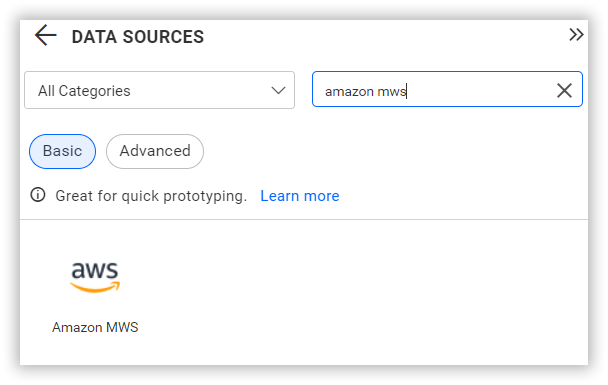 DATA SOURCES
All Categories
amazon mws
Basic
Advanced
Great for quick prototyping. Learn more
aws
Amazon MWS